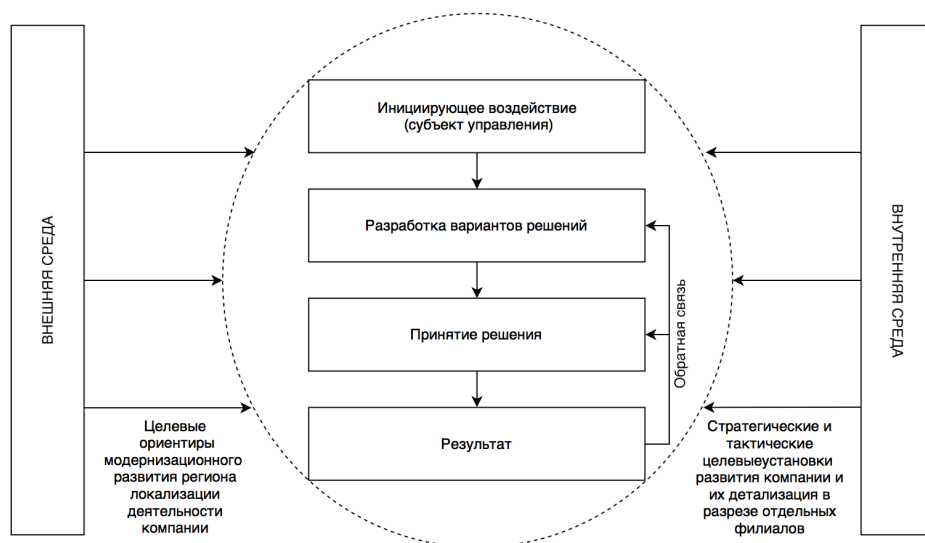 ВНЕШНЯЯ СРЕДА
Инициирующее воздействие
(субъект управления)
Разработка вариантов решений
Принятие решения
Результат
Обратная связь
ВНУТРЕННЯЯ СРЕДА
Целевые
ориентиры
модернизационного
развития региона
локализации
деятельности
компании
Стратегические и
тактические
целевыеустановки
развития компании и
их детализация в
разрезе отдельных
филиалов